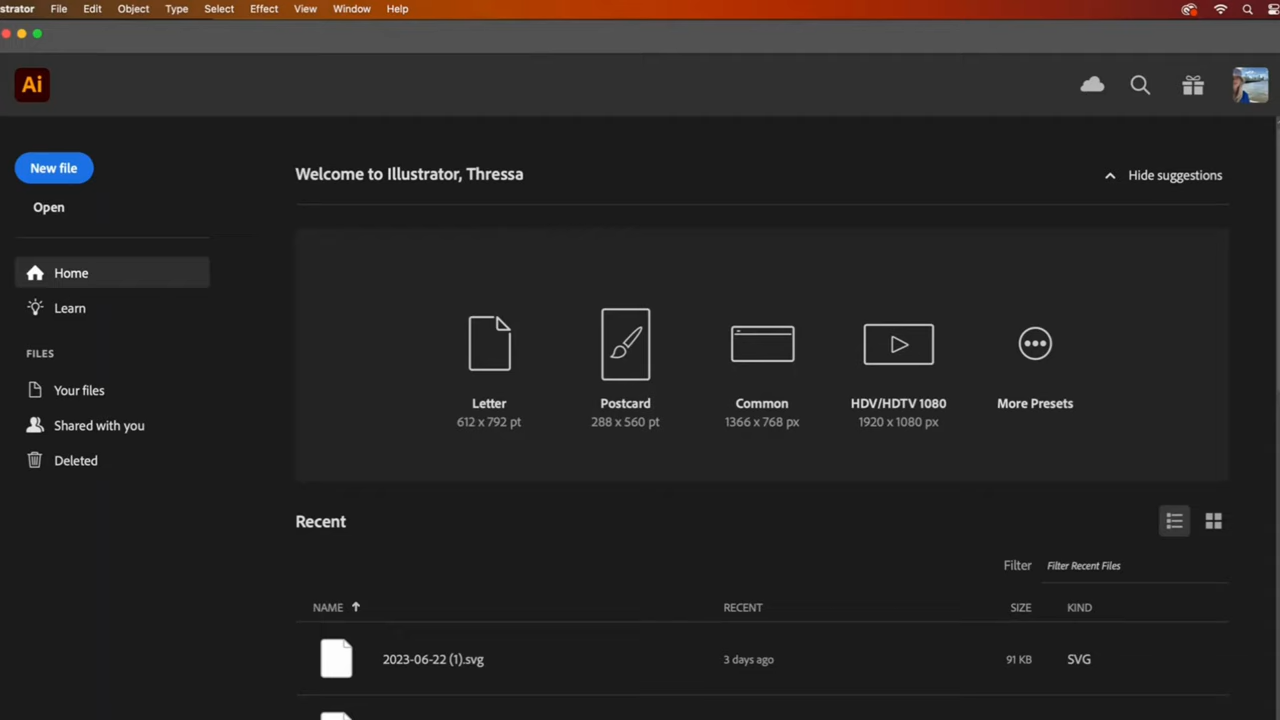 strator File Edit Object Type Select Effect View Window Help
Ai
New file
Welcome to Illustrator, Thressa
Hide suggestions
Open
Home
Learn
FILES
Your files
Shared with you
Deleted
Letter
612 x 792 pt
Postcard
288 x 560 pt
Common
1366 x 768 px
HDV/HDTV 1080
1920 x 1080 px
More Presets
Recent
Filter Filter Recent Files
NAME RECENT SIZE KIND
2023-06-22 (1).svg 3 days ago 91 KB SVG